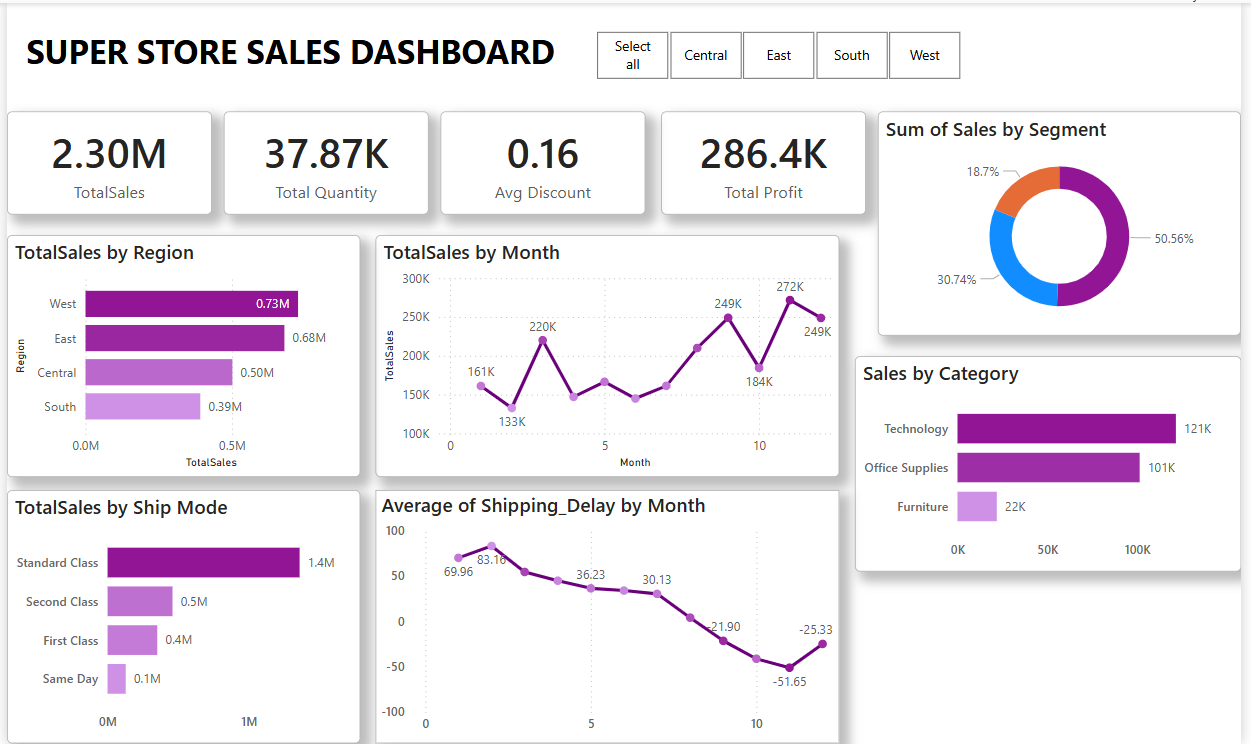 SUPER STORE SALES DASHBOARD
Select
all
Central
East
South
West
2.30M
TotalSales
37.87K
Total Quantity
0.16
Avg Discount
286.4K
Total Profit
Sum of Sales by Segment
18.7%
50.56%
30.74%
TotalSales by Region
Region
West
0.73M
East
0.68M
Central
0.50M
South
0.39M
0.0M
0.5M
TotalSales
TotalSales by Month
TotalSales
300K
250K
200K
150K
100K
161K
133K
220K
249K
184K
272K
249K
0
5
10
Month
Sales by Category
Technology
121K
Office Supplies
101K
Furniture
22K
0K
50K
100K
TotalSales by Ship Mode
Standard Class
1.4M
Second Class
0.5M
First Class
0.4M
Same Day
0.1M
0M
1M
Average of Shipping_Delay by Month
100
50
0
-50
-100
69.96
83.16
36.23
30.13
-21.90
-51.65
-25.33
0
5
10